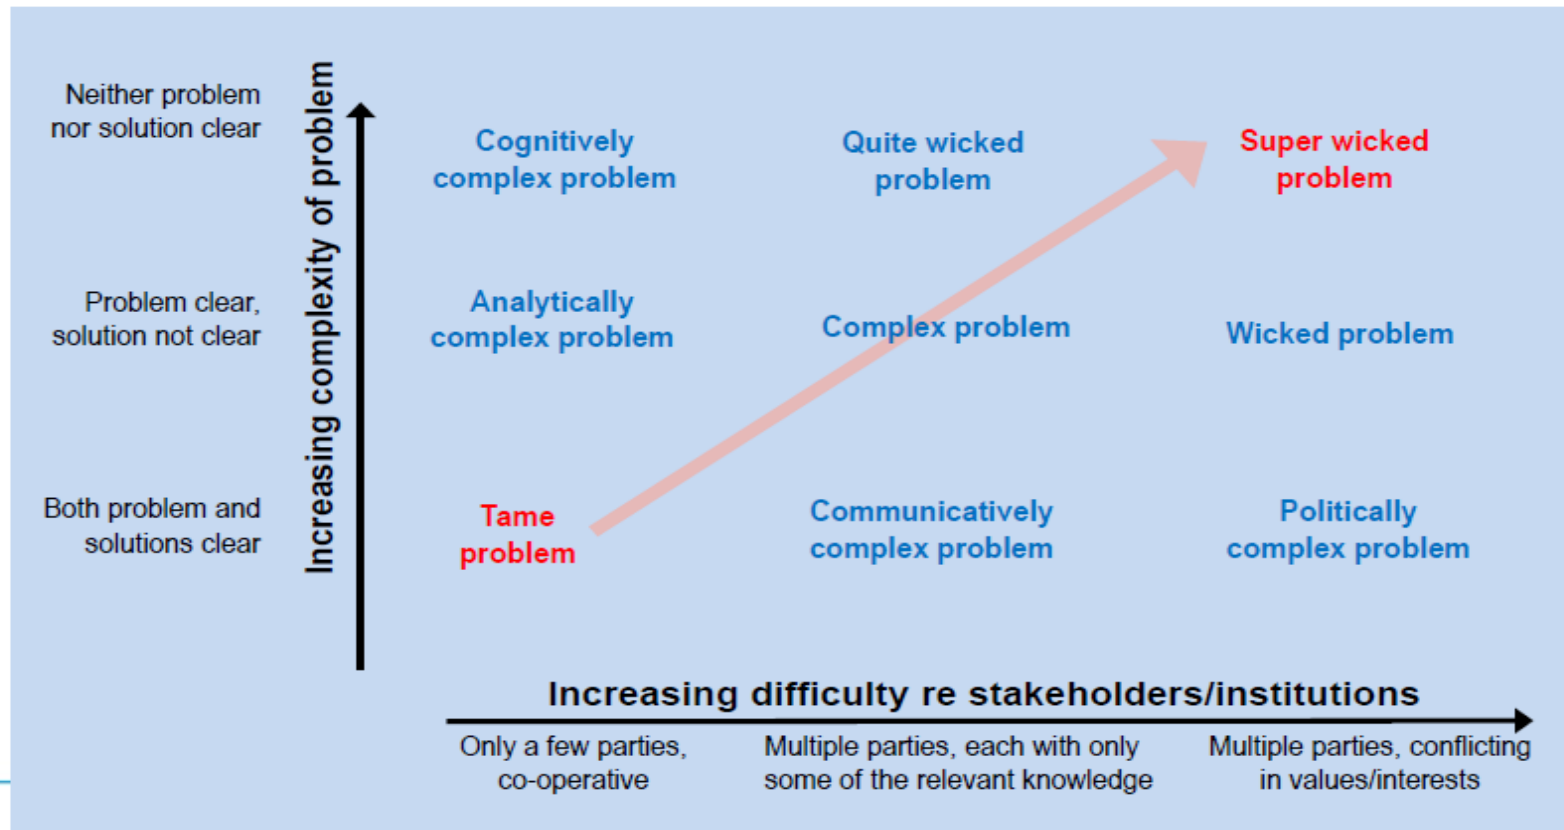 Increasing complexity of problem
Neither problem
nor solution clear
Cognitively
complex problem
Quite wicked
problem
Super wicked
problem
Problem clear,
solution not clear
Analytically
complex problem
Complex problem
Wicked problem
Both problem and
solutions clear
Tame
problem
Communicatively
complex problem
Politically
complex problem
Increasing difficulty re stakeholders/institutions
Only a few parties,
co-operative
Multiple parties, each with only
some of the relevant knowledge
Multiple parties, conflicting
in values/interests